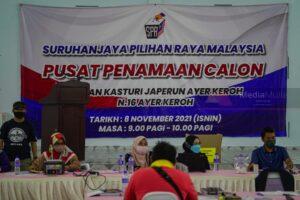 SPR
SURUHANJAYA PILIHAN RAYA MALAYSIA
PUSAT PENAMAAN CALON
KASTURI JAPERUN AYER KEROH
N.16 AYER KEROH
TARIKH : 8 NOVEMBER 2021 (ISNIN)
MASA : 9.00 PAGI - 10.00 PAGI